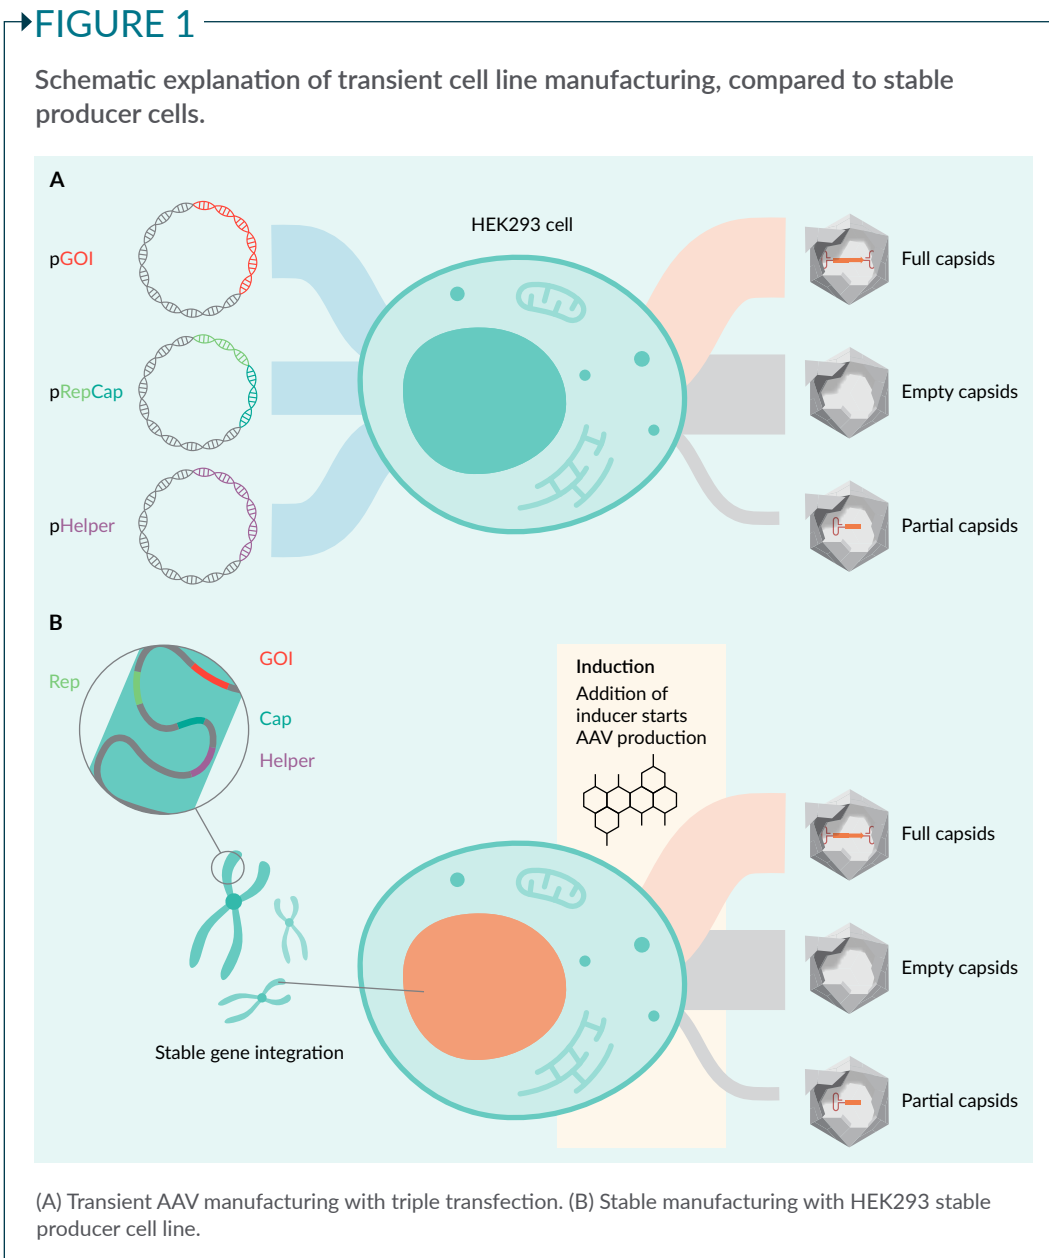 FIGURE 1
Schematic explanation of transient cell line manufacturing, compared to stable
producer cells.
A
HEK293 cell
pGOI
Full capsids
pRepCap
Empty capsids
pHelper
Partial capsids
B
GOI
Rep
Cap
Helper
Induction
Addition of
inducer starts
AAV production
Full capsids
Empty capsids
Stable gene integration
Partial capsids
(A) Transient AAV manufacturing with triple transfection. (B) Stable manufacturing with HEK293 stable
producer cell line.